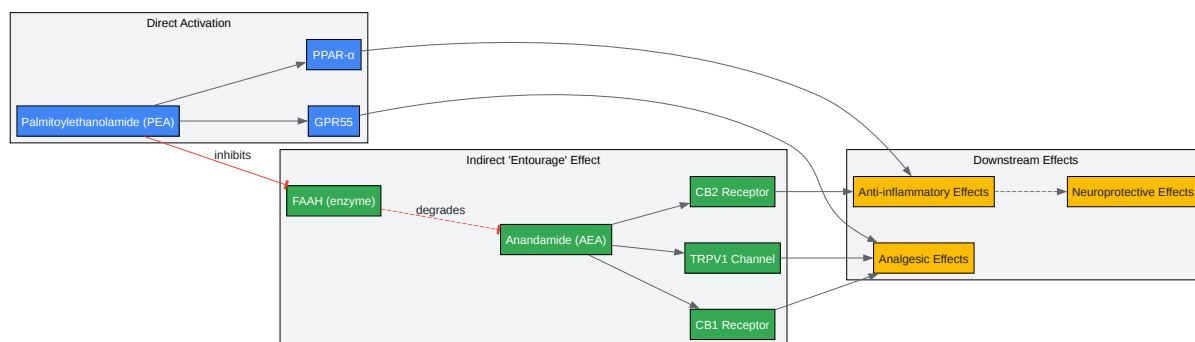 Direct Activation
PPAR-α
Palmitoylethanolamide (PEA)
GPR55
inhibits
Indirect 'Entourage' Effect
FAAH (enzyme)
degrades
Anandamide (AEA)
CB2 Receptor
TRPV1 Channel
CB1 Receptor
Downstream Effects
Anti-inflammatory Effects
Neuroprotective Effects
Analgesic Effects